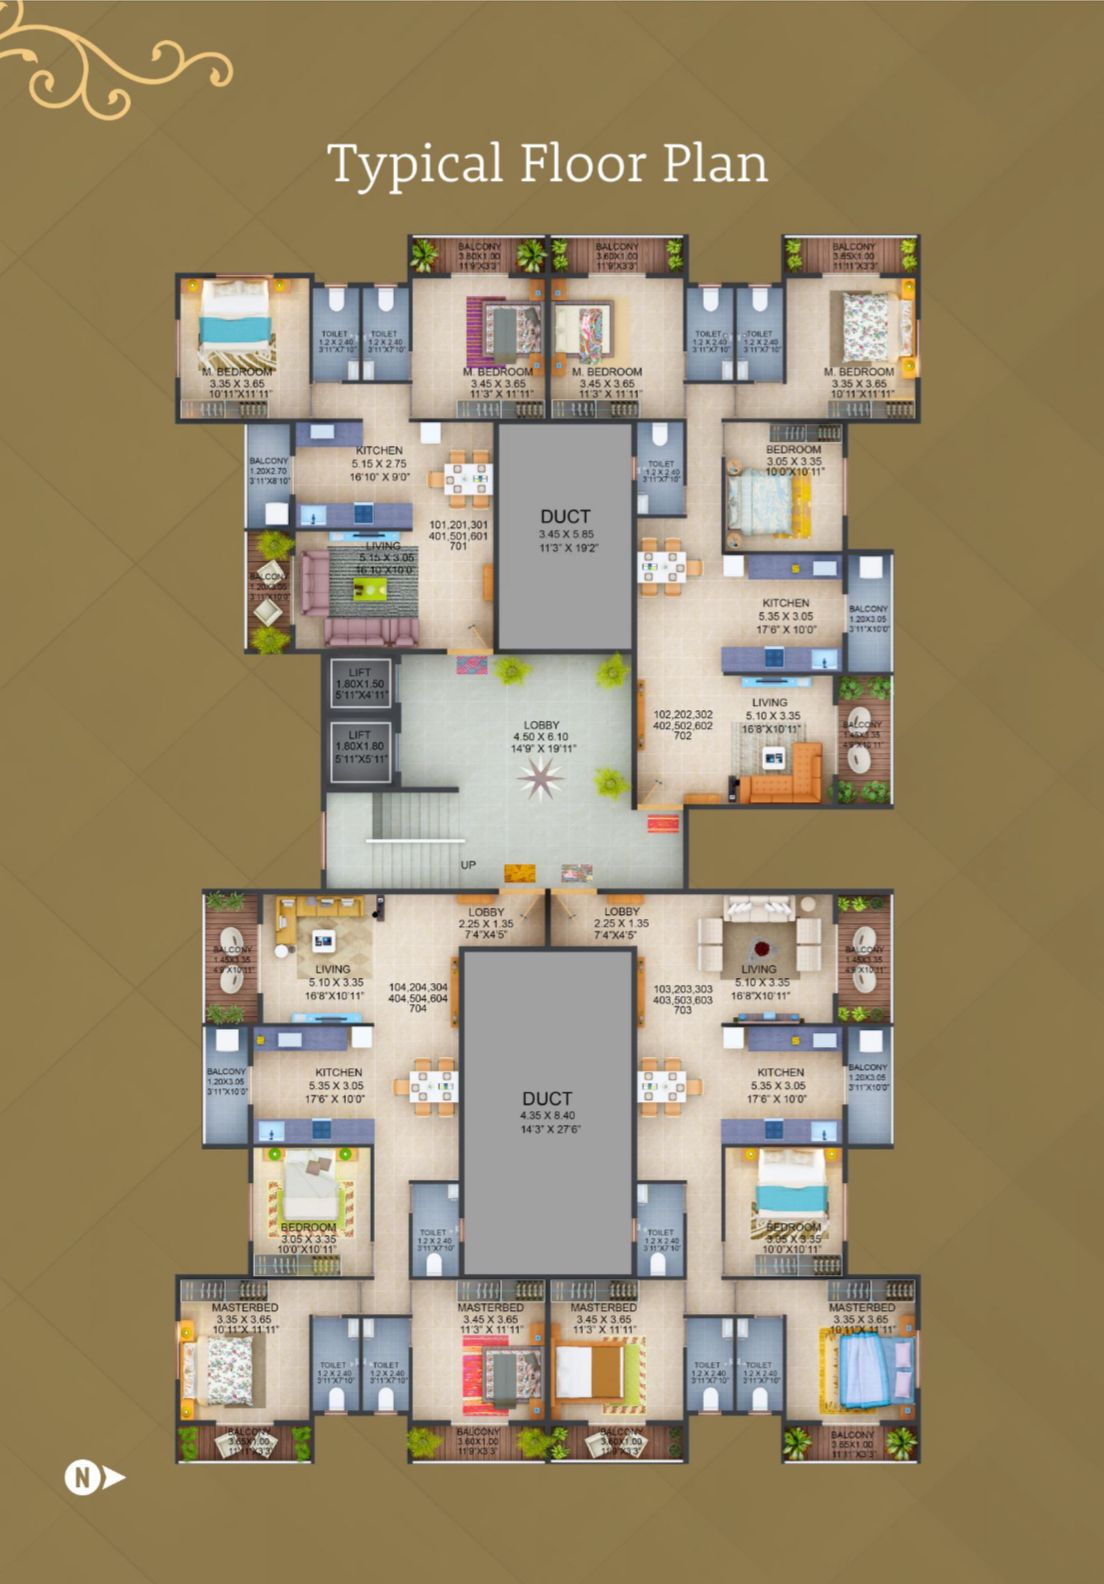 Typical Floor Plan
BALCONY
3.60X1.00
11'9"X3'3"
BALCONY
3.60X1.00
11'9"X3'3"
BALCONY
3.65X1.00
11'11"X3'3"
TOILET
1.2 X 2.40
3'11"X7'10"
TOILET
1.2 X 2.40
3'11"X7'10"
TOILET
1.2 X 2.40
3'11"X7'10"
TOILET
1.2 X 2.40
3'11"X7'10"
M. BEDROOM
3.35 X 3.65
10'11"X11'11"
M. BEDROOM
3.45 X 3.65
11'3" X 11'11"
M. BEDROOM
3.45 X 3.65
11'3" X 11'11"
M. BEDROOM
3.35 X 3.65
10'11"X11'11"
BALCONY
1.20X2.70
3'11"X8'10"
KITCHEN
5.15 X 2.75
16'10" X 9'0"
TOILET
1.2 X 2.40
3'11"X7'10"
BEDROOM
3.05 X 3.35
10'0"X10'11"
101,201,301
401,501,601
701
DUCT
3.45 X 5.85
11'3" X 19'2"
LIVING
5.15 X 3.05
16'10"X10'0"
BALCONY
1.20X3.05
3'11"X10'0"
KITCHEN
5.35 X 3.05
17'6" X 10'0"
BALCONY
1.20X3.05
3'11"X10'0"
LIFT
1.80X1.50
5'11"X4'11"
LIFT
1.80X1.80
5'11"X5'11"
LOBBY
4.50 X 6.10
14'9" X 19'11"
102,202,302
402,502,602
702
LIVING
5.10 X 3.35
16'8"X10'11"
BALCONY
1.45X3.35
4'9"X10'11"
UP
LOBBY
2.25 X 1.35
7'4"X4'5"
LOBBY
2.25 X 1.35
7'4"X4'5"
BALCONY
1.45X3.35
4'9"X10'11"
LIVING
5.10 X 3.35
16'8"X10'11"
104,204,304
404,504,604
704
103,203,303
403,503,603
703
LIVING
5.10 X 3.35
16'8"X10'11"
BALCONY
1.45X3.35
4'9"X10'11"
BALCONY
1.20X3.05
3'11"X10'0"
KITCHEN
5.35 X 3.05
17'6" X 10'0"
DUCT
4.35 X 8.40
14'3" X 27'6"
KITCHEN
5.35 X 3.05
17'6" X 10'0"
BALCONY
1.20X3.05
3'11"X10'0"
BEDROOM
3.05 X 3.35
10'0"X10'11"
TOILET
1.2 X 2.40
3'11"X7'10"
TOILET
1.2 X 2.40
3'11"X7'10"
BEDROOM
3.05 X 3.35
10'0"X10'11"
MASTERBED
3.35 X 3.65
10'11"X 11'11"
MASTERBED
3.45 X 3.65
11'3" X 11'11"
MASTERBED
3.45 X 3.65
11'3" X 11'11"
MASTERBED
3.35 X 3.65
10'11"X 11'11"
TOILET
1.2 X 2.40
3'11"X7'10"
TOILET
1.2 X 2.40
3'11"X7'10"
TOILET
1.2 X 2.40
3'11"X7'10"
TOILET
1.2 X 2.40
3'11"X7'10"
BALCONY
3.65X1.00
11'11"X3'3"
BALCONY
3.60X1.00
11'9"X3'3"
BALCONY
3.60X1.00
11'9"X3'3"
BALCONY
3.65X1.00
11'11"X3'3"
N